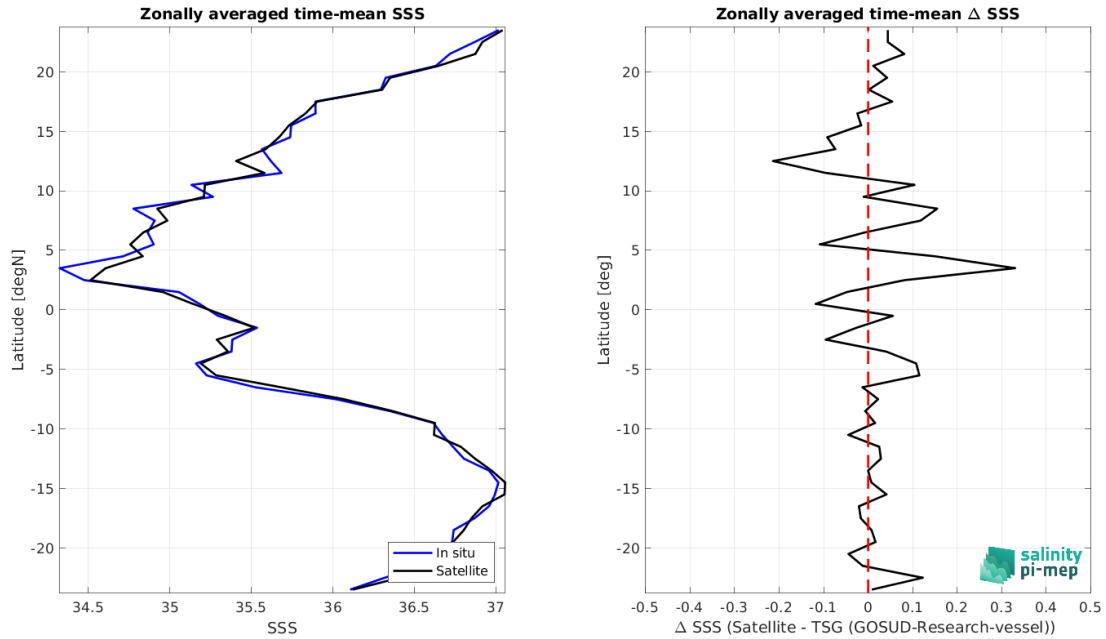 Zonally averaged time-mean SSS
20
15
10
5
0
-5
-10
-15
-20
Latitude [degN]
34.5 35 35.5 36 36.5 37
SSS
In situ
Satellite
Zonally averaged time-mean Δ SSS
20
15
10
5
0
-5
-10
-15
-20
Latitude [deg]
-0.5 -0.4 -0.3 -0.2 -0.1 0 0.1 0.2 0.3 0.4 0.5
Δ SSS (Satellite - TSG (GOSUD-Research-vessel))
salinity
pi-mep